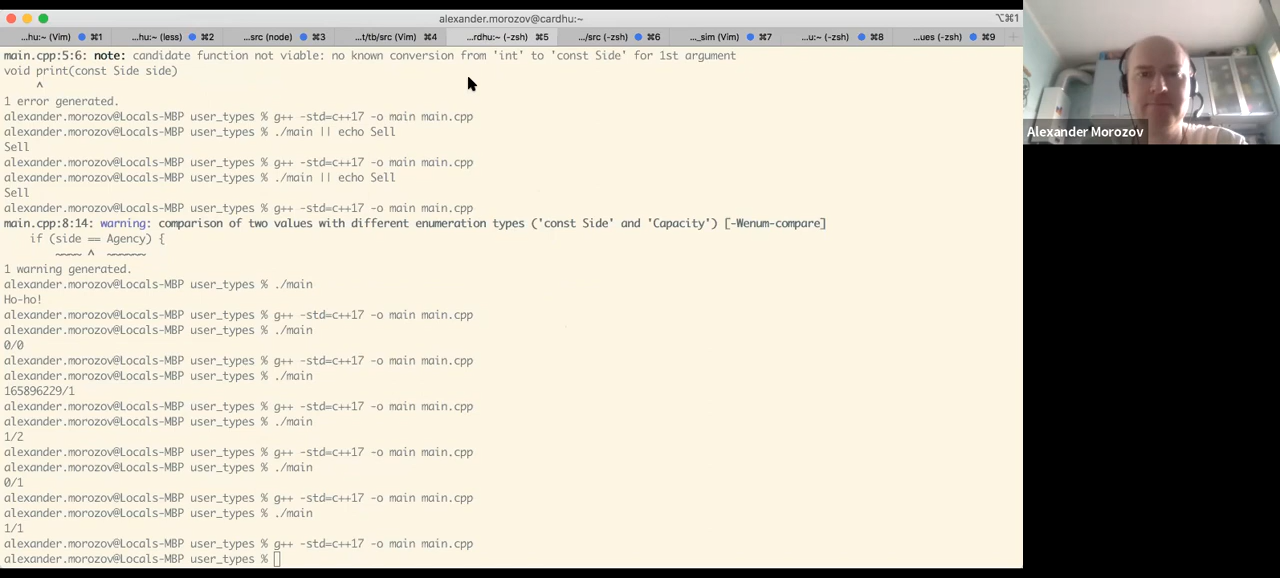 alexander.morozov@cardhu:~
⌥⌘1
...hu:~ (Vim) ⌘1 ...hu:~ (less) ⌘2 ...src (node) ⌘3 ...t/tb/src (Vim) ⌘4 ...rdhu:~ (-zsh) ⌘5 .../src (-zsh) ⌘6 ..._sim (Vim) ⌘7 ...u:~ (-zsh) ⌘8 ...ues (-zsh) ⌘9
main.cpp:5:6: note: candidate function not viable: no known conversion from 'int' to 'const Side' for 1st argument
void print(const Side side)
^
1 error generated.
alexander.morozov@Locals-MBP user_types % g++ -std=c++17 -o main main.cpp
alexander.morozov@Locals-MBP user_types % ./main || echo Sell
Sell
alexander.morozov@Locals-MBP user_types % g++ -std=c++17 -o main main.cpp
alexander.morozov@Locals-MBP user_types % ./main || echo Sell
Sell
alexander.morozov@Locals-MBP user_types % g++ -std=c++17 -o main main.cpp
main.cpp:8:14: warning: comparison of two values with different enumeration types ('const Side' and 'Capacity') [-Wenum-compare]
if (side == Agency) {
~~~~ ^ ~~~~~~
1 warning generated.
alexander.morozov@Locals-MBP user_types % ./main
Ho-ho!
alexander.morozov@Locals-MBP user_types % g++ -std=c++17 -o main main.cpp
alexander.morozov@Locals-MBP user_types % ./main
0/0
alexander.morozov@Locals-MBP user_types % g++ -std=c++17 -o main main.cpp
alexander.morozov@Locals-MBP user_types % ./main
165896229/1
alexander.morozov@Locals-MBP user_types % g++ -std=c++17 -o main main.cpp
alexander.morozov@Locals-MBP user_types % ./main
1/2
alexander.morozov@Locals-MBP user_types % g++ -std=c++17 -o main main.cpp
alexander.morozov@Locals-MBP user_types % ./main
0/1
alexander.morozov@Locals-MBP user_types % g++ -std=c++17 -o main main.cpp
alexander.morozov@Locals-MBP user_types % ./main
1/1
alexander.morozov@Locals-MBP user_types % g++ -std=c++17 -o main main.cpp
alexander.morozov@Locals-MBP user_types %
Alexander Morozov